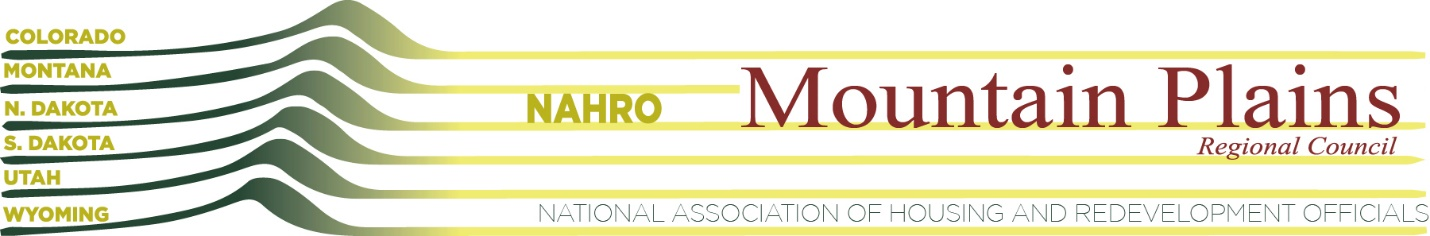 COLORADO
MONTANA
N. DAKOTA
S. DAKOTA
UTAH
WYOMING
NAHRO
Mountain Plains
Regional Council
NATIONAL ASSOCIATION OF HOUSING AND REDEVELOPMENT OFFICIALS